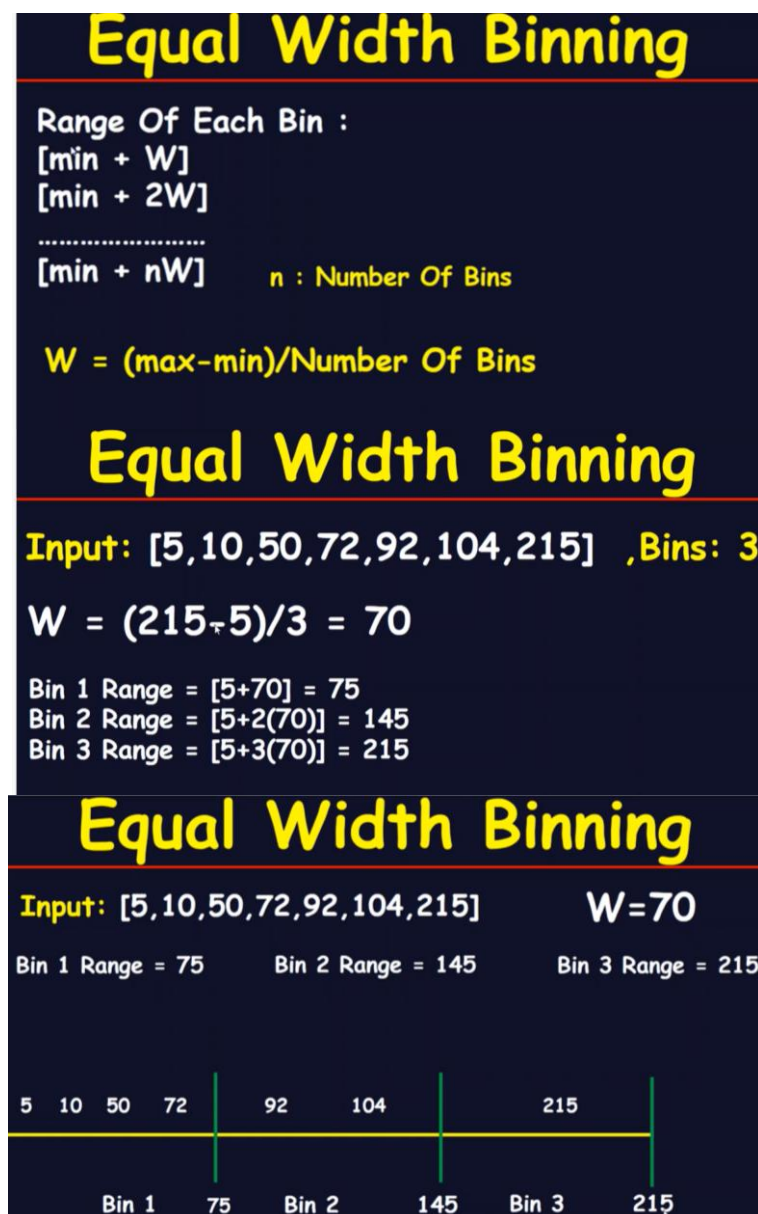 Equal Width Binning
Range Of Each Bin :
[min + W]
[min + 2W]
........................
[min + nW] n : Number Of Bins
W = (max-min)/Number Of Bins
Equal Width Binning
Input: [5,10,50,72,92,104,215] ,Bins: 3
W = (215-5)/3 = 70
Bin 1 Range = [5+70] = 75
Bin 2 Range = [5+2(70)] = 145
Bin 3 Range = [5+3(70)] = 215
Equal Width Binning
Input: [5,10,50,72,92,104,215] W=70
Bin 1 Range = 75 Bin 2 Range = 145 Bin 3 Range = 215
5 10 50 72 92 104 215
Bin 1 75 Bin 2 145 Bin 3 215